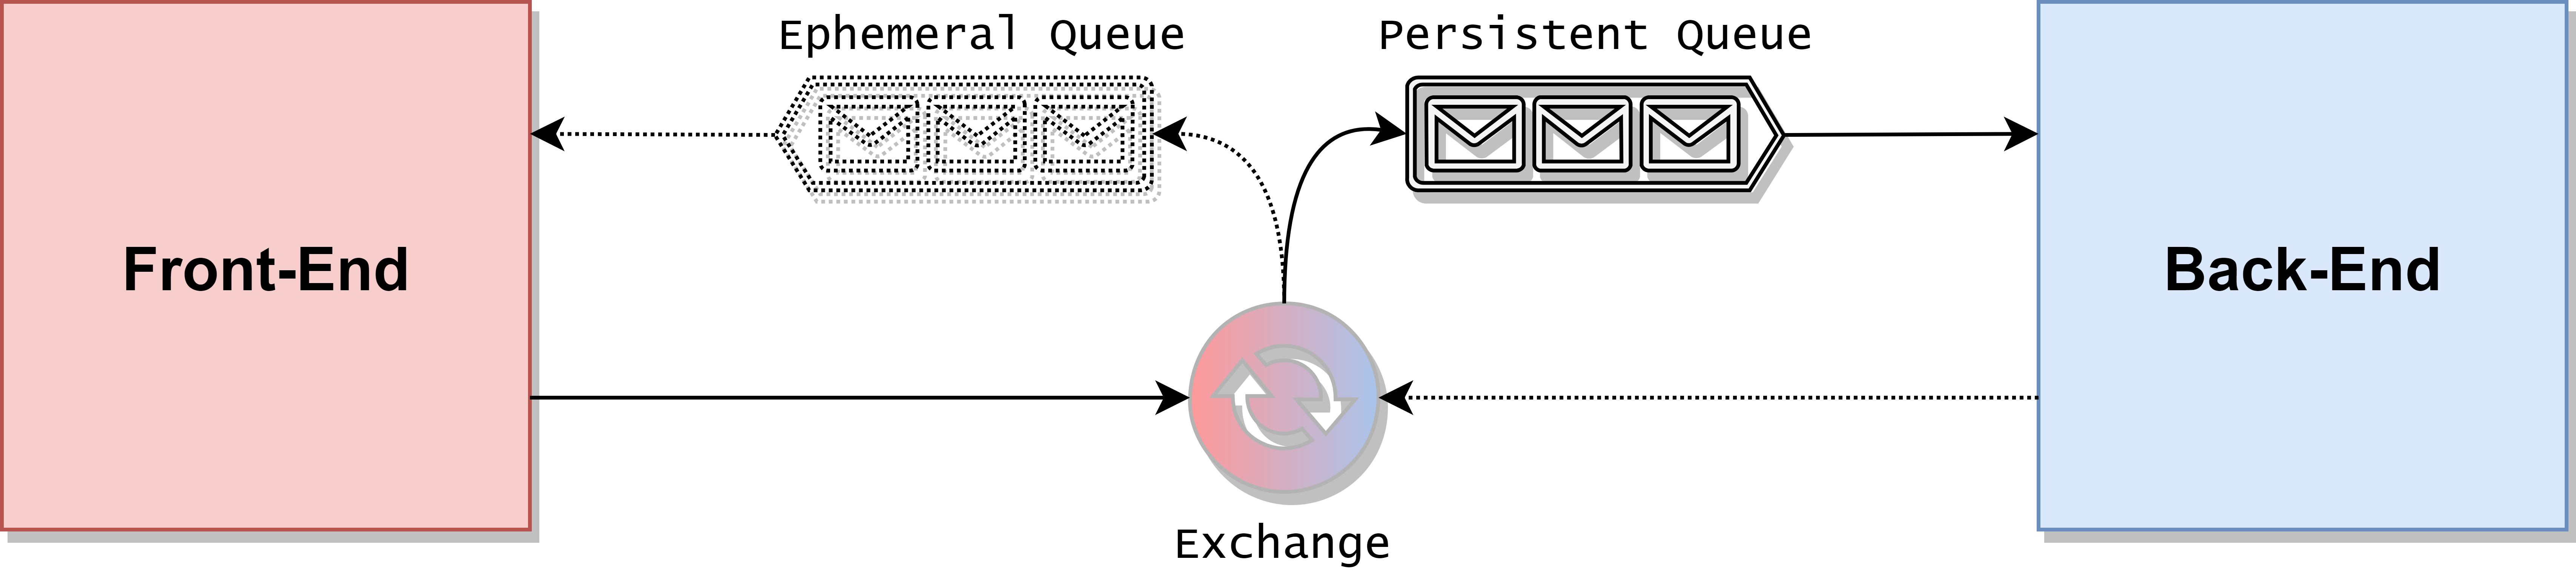 Ephemeral Queue
Persistent Queue
Front-End
Back-End
Exchange